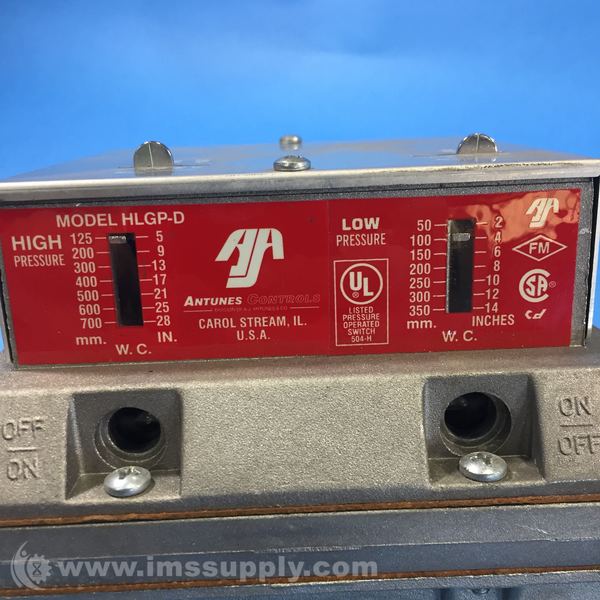 MODEL HLGP-D
HIGH
PRESSURE
125 5
200 9
300 13
400 17
500 21
600 25
700 28
mm. IN.
W. C.
AJA
ANTUNES CONTROLS
CAROL STREAM, IL.
U.S.A.
LOW
PRESSURE
UL
LISTED
PRESSURE
OPERATED
SWITCH
504-H
50 2
100 4
150 6
200 8
250 10
300 12
350 14
mm. INCHES
W. C.
AJA
FM
SA
OFF
ON
ON
OFF
www.imssupply.com